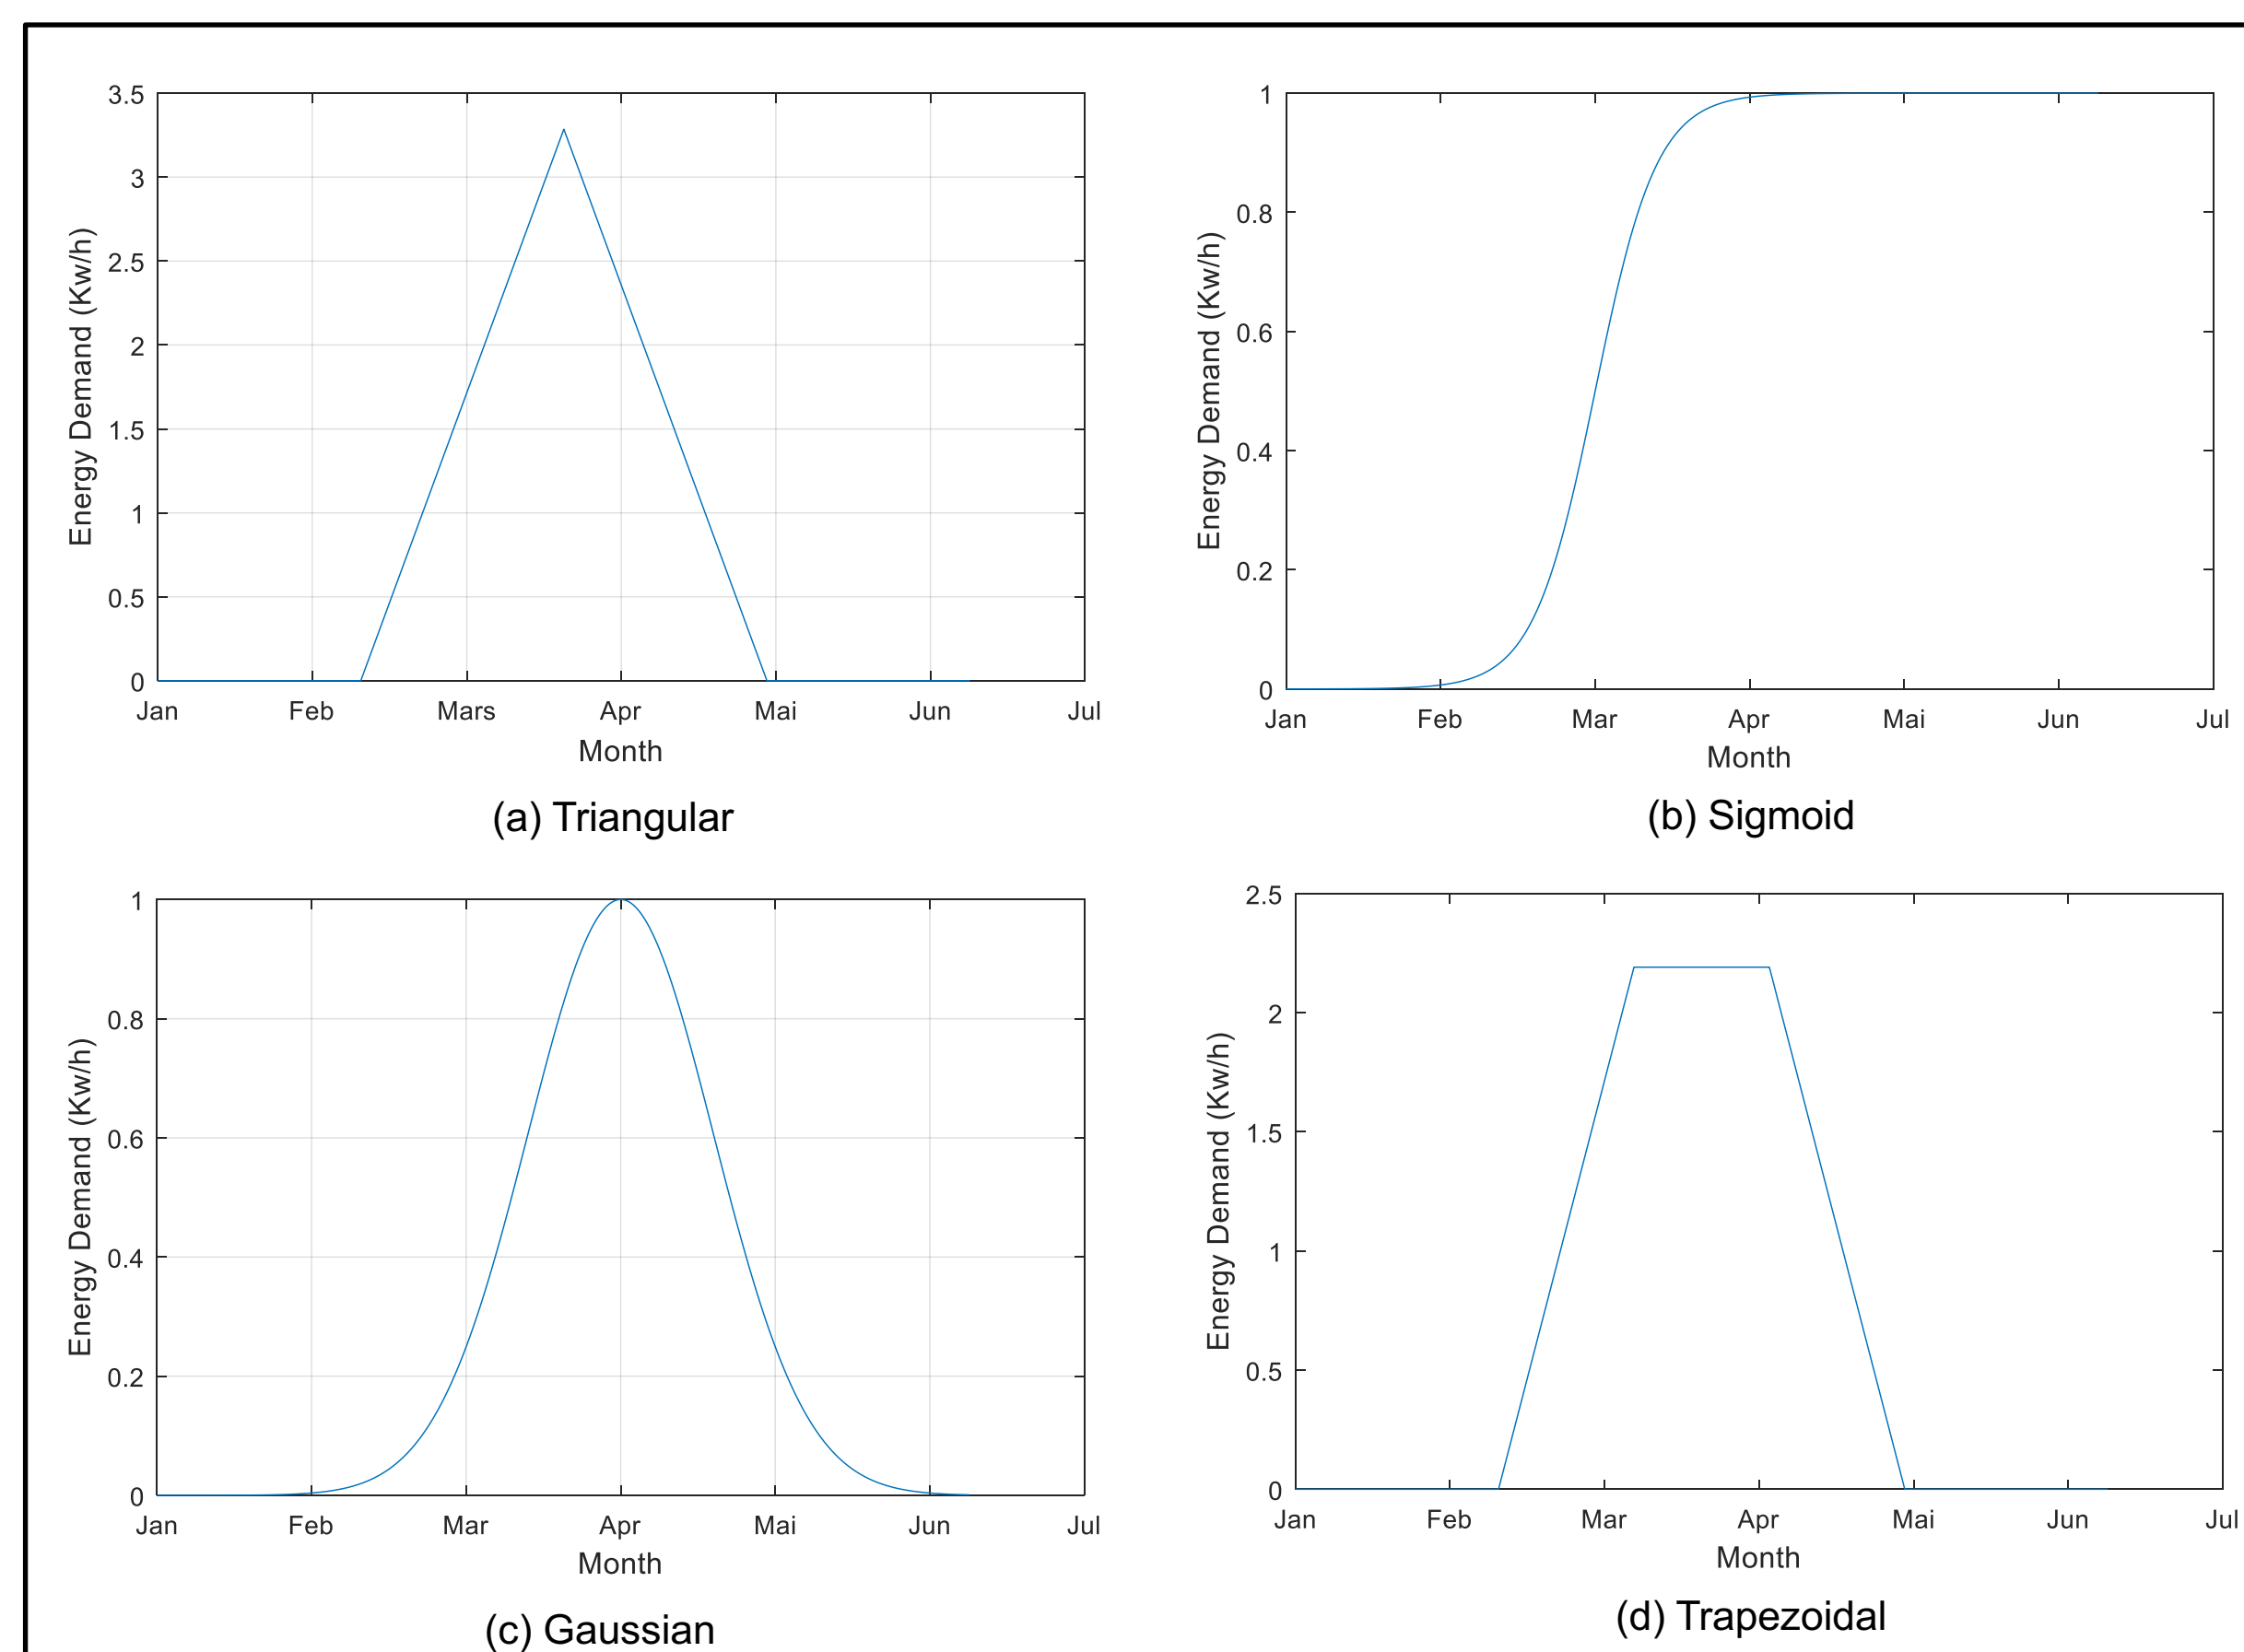 3.5
3
2.5
2
1.5
1
0.5
0
Energy Demand (Kw/h)
Jan Feb Mars Apr Mai Jun Jul
Month
(a) Triangular
1
0.8
0.6
0.4
0.2
0
Energy Demand (Kw/h)
Jan Feb Mar Apr Mai Jun Jul
Month
(b) Sigmoid
1
0.8
0.6
0.4
0.2
0
Energy Demand (Kw/h)
Jan Feb Mar Apr Mai Jun Jul
Month
(c) Gaussian
2.5
2
1.5
1
0.5
0
Energy Demand (Kw/h)
Jan Feb Mar Apr Mai Jun Jul
Month
(d) Trapezoidal